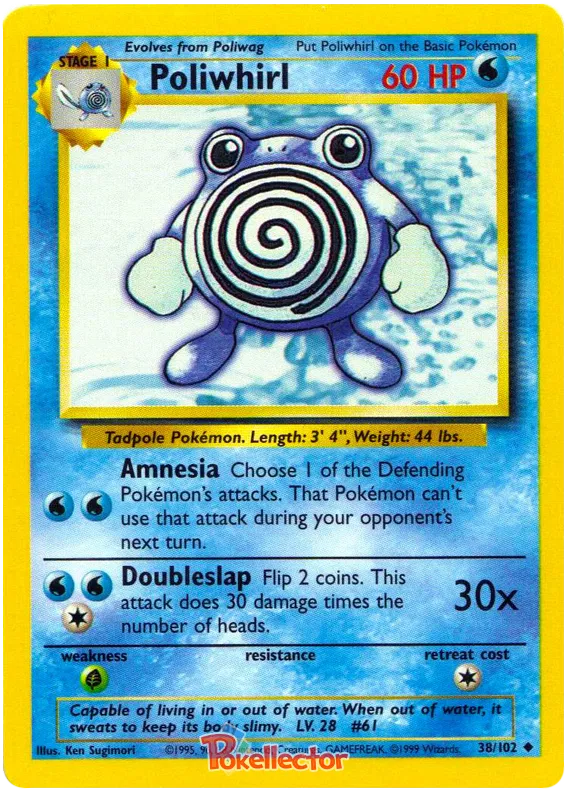 Evolves from Poliwag Put Poliwhirl on the Basic Pokémon
STAGE 1
Poliwhirl 60 HP
Tadpole Pokémon. Length: 3' 4", Weight: 44 lbs.
Amnesia Choose 1 of the Defending
Pokémon's attacks. That Pokémon can't
use that attack during your opponent's
next turn.
Doubleslap Flip 2 coins. This
attack does 30 damage times the
number of heads.
30x
weakness resistance retreat cost
Capable of living in or out of water. When out of water, it
sweats to keep its body slimy. LV. 28 #61
Illus. Ken Sugimori ©1995, Creatures, GAMEFREAK. ©1999 Wizards. 38/102
Pokellector